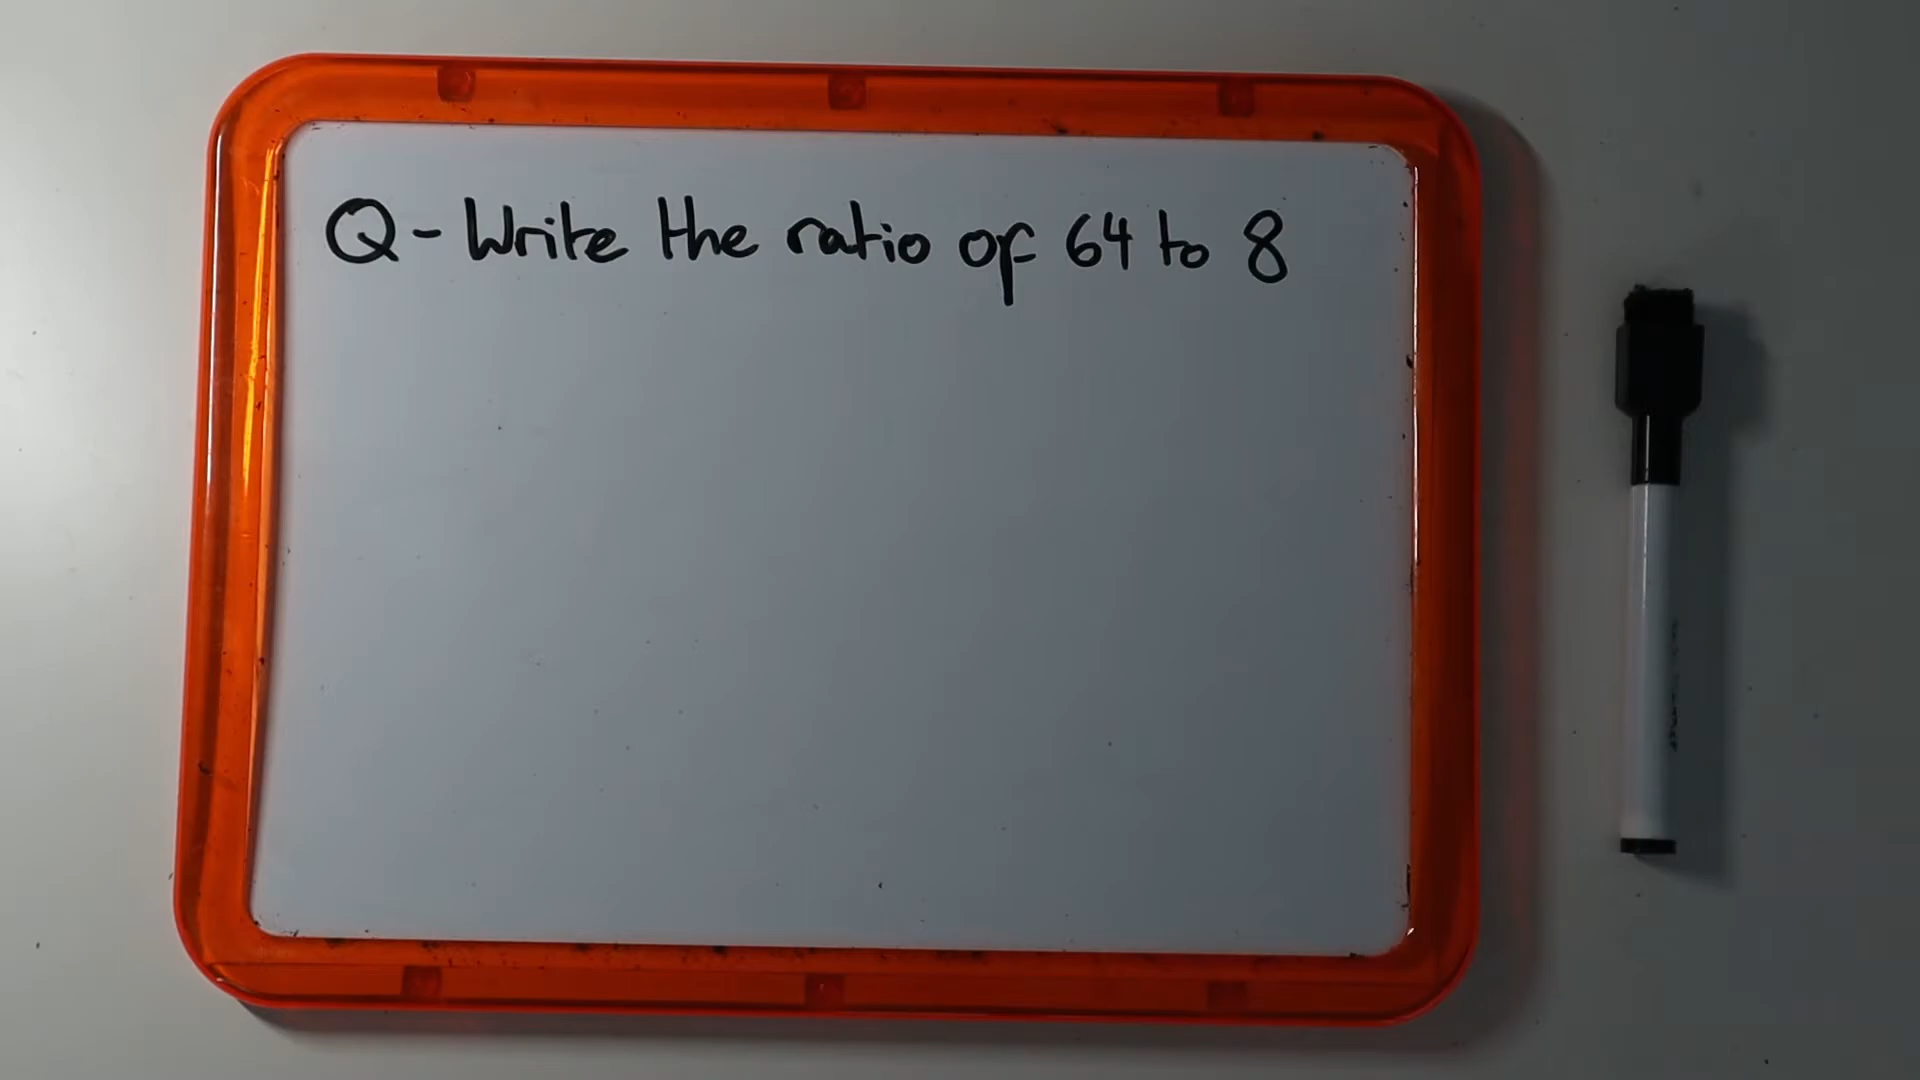 Q- Write the ratio of 64 to 8